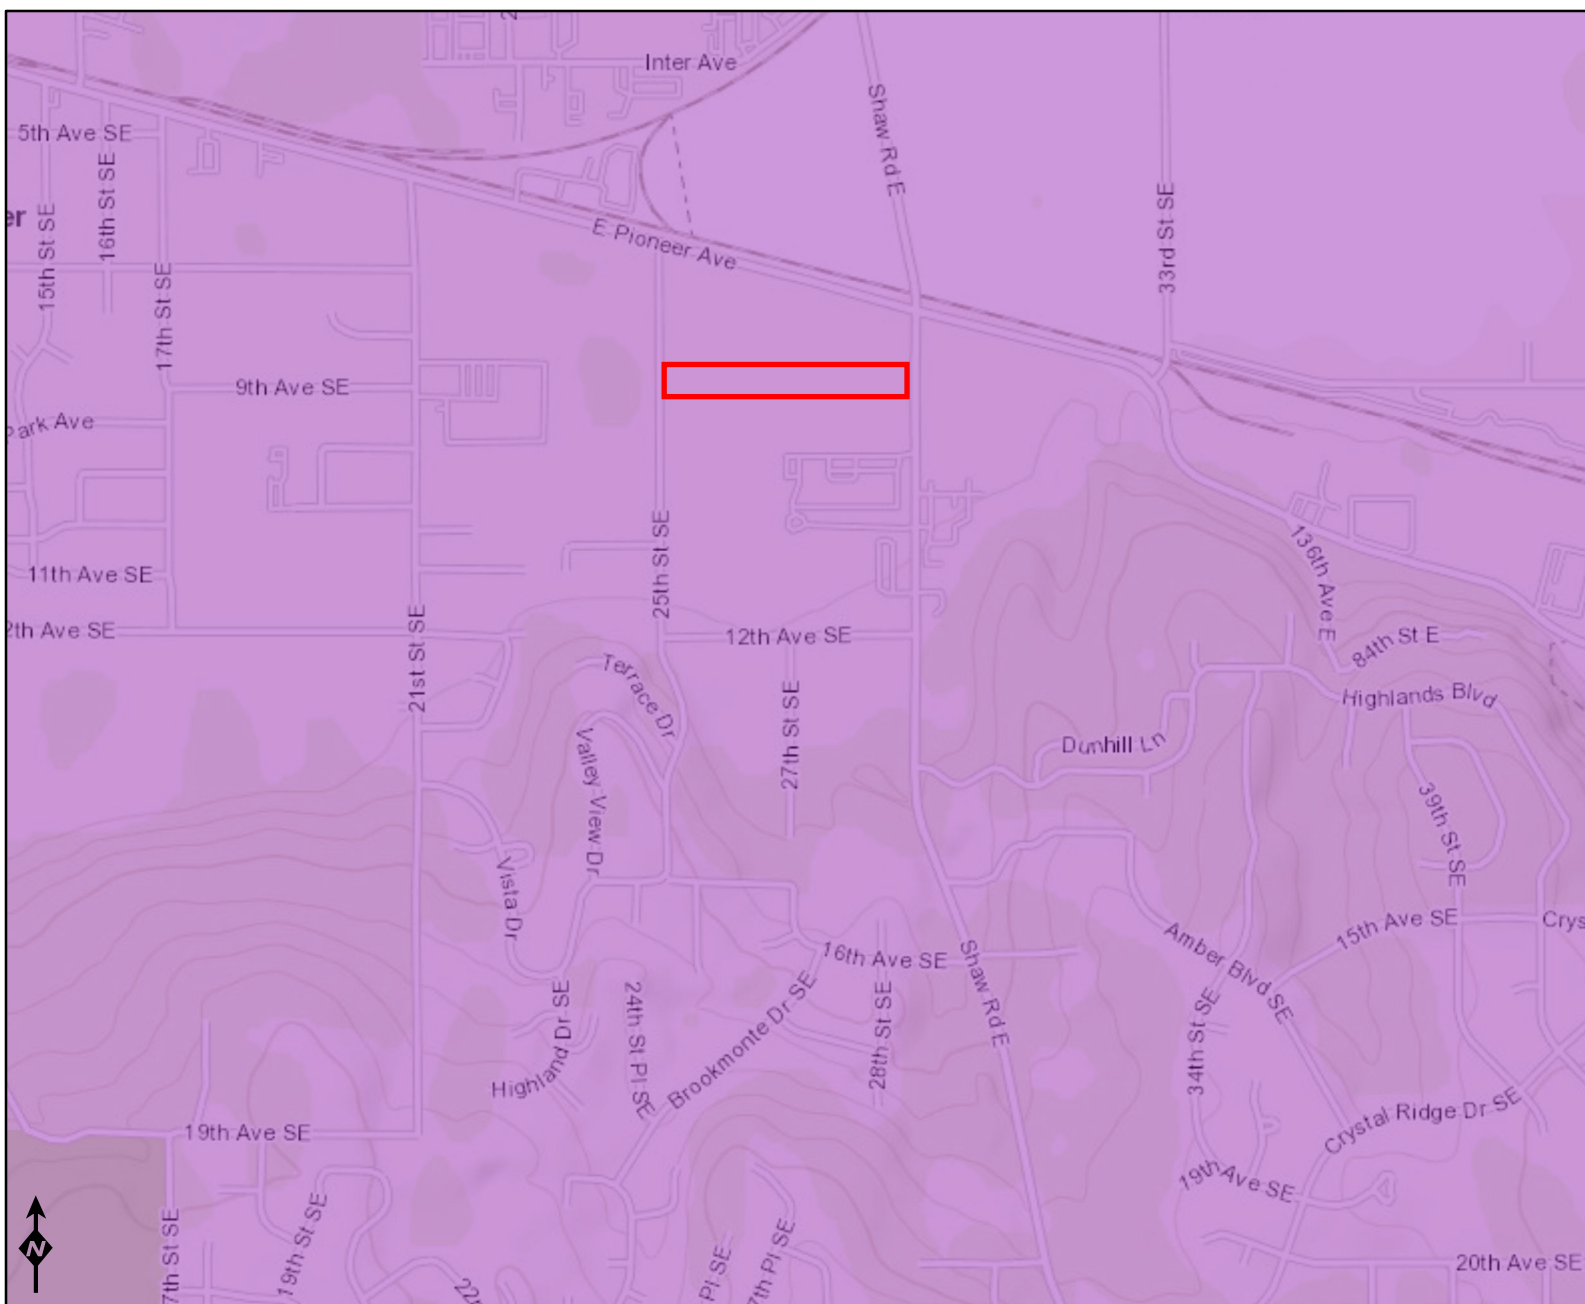 Inter Ave
Shaw Rd E
5th Ave SE
16th St SE
15th St SE
er
33rd St SE
E Pioneer Ave
17th St SE
9th Ave SE
Park Ave
25th St SE
136th Ave E
11th Ave SE
2th Ave SE
21st St SE
12th Ave SE
84th St E
Terrace Dr
27th St SE
Highlands Blvd
Dunhill Ln
Valley View Dr
39th St SE
Vista Dr
15th Ave SE
Crys
Amber Blvd SE
16th Ave SE
Shaw Rd E
24th St Pl SE
Highland Dr SE
28th St SE
34th St SE
Brookmonte Dr SE
Crystal Ridge Dr SE
19th Ave SE
19th Ave SE
N
7th St SE
19th St SE
Pl SE
7th Pl SE
20th Ave SE